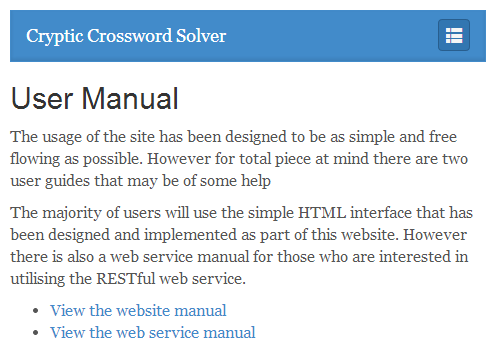 Cryptic Crossword Solver
User Manual
The usage of the site has been designed to be as simple and free
flowing as possible. However for total piece at mind there are two
user guides that may be of some help
The majority of users will use the simple HTML interface that has
been designed and implemented as part of this website. However
there is also a web service manual for those who are interested in
utilising the RESTful web service.
• View the website manual
• View the web service manual